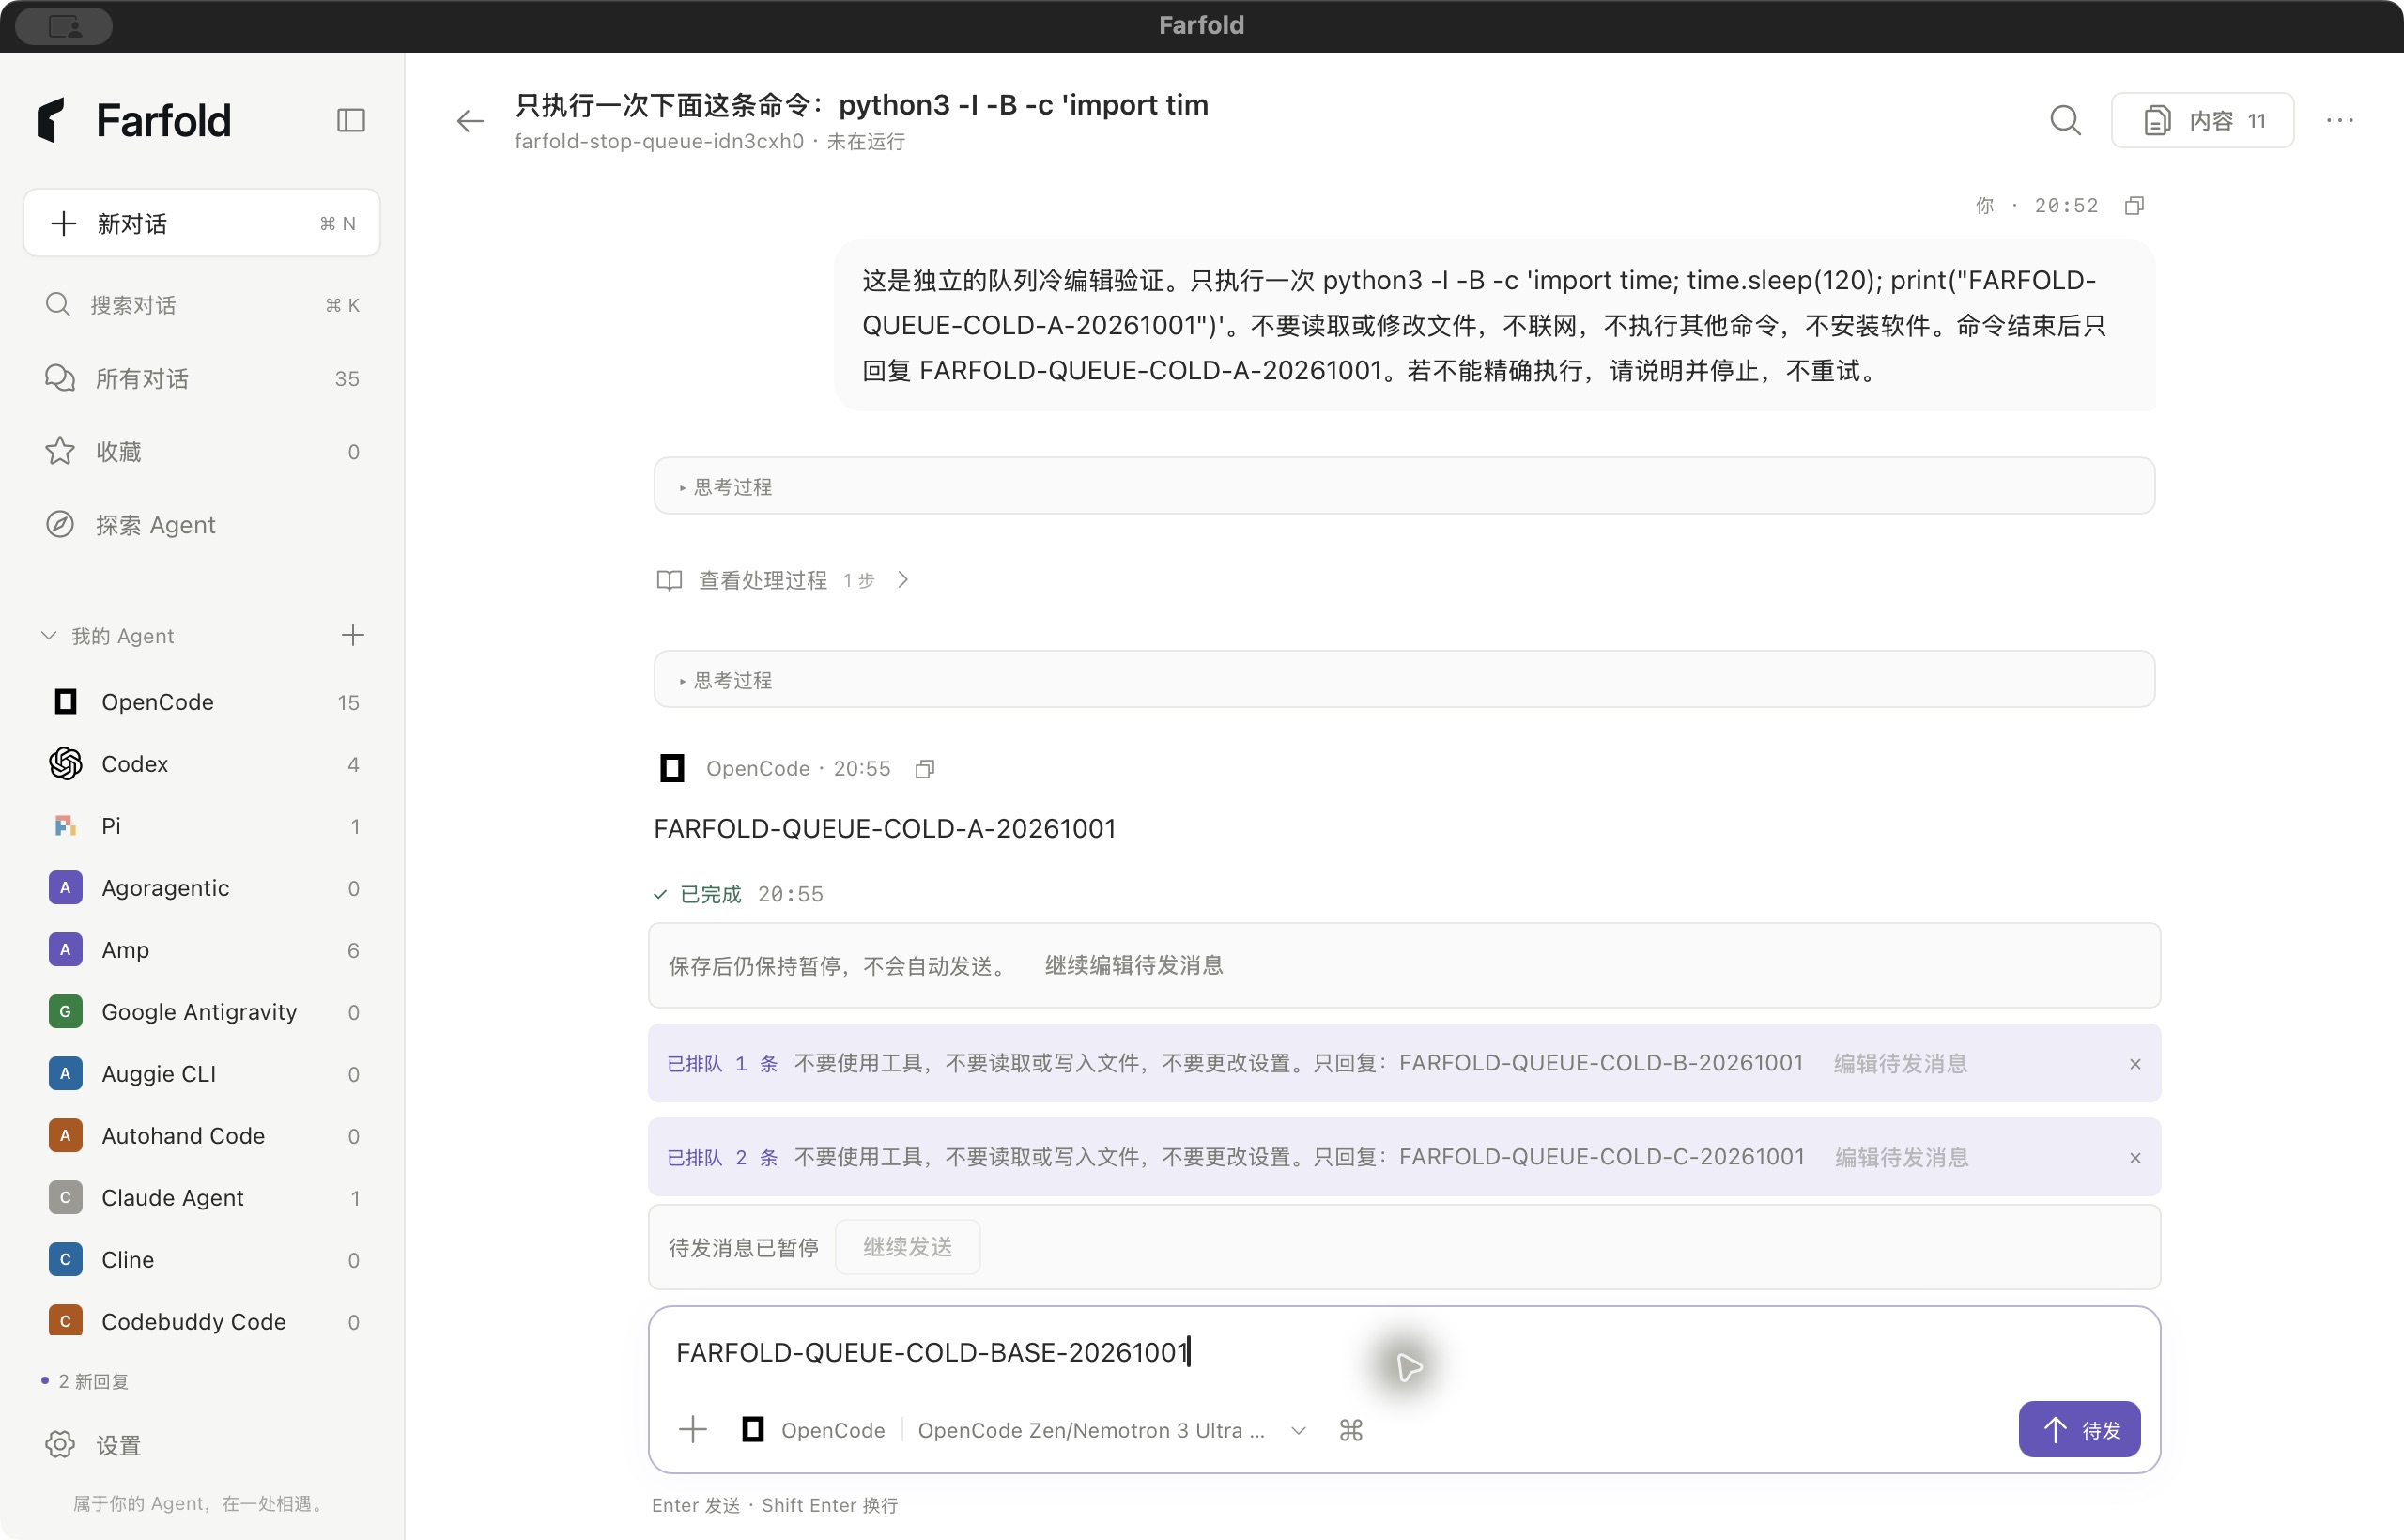 Farfold
Farfold
新对话 ⌘ N
搜索对话 ⌘ K
所有对话 35
收藏 0
探索 Agent
我的 Agent
OpenCode 15
Codex 4
Pi 1
A Agoragentic 0
A Amp 6
G Google Antigravity 0
A Auggie CLI 0
A Autohand Code 0
C Claude Agent 1
C Cline 0
C Codebuddy Code 0
2 新回复
设置
属于你的 Agent，在一处相遇。
只执行一次下面这条命令：python3 -I -B -c 'import tim
farfold-stop-queue-idn3cxh0 · 未在运行
内容 11
你 · 20:52
这是独立的队列冷编辑验证。只执行一次 python3 -I -B -c 'import time; time.sleep(120); print("FARFOLD-
QUEUE-COLD-A-20261001")'。不要读取或修改文件，不联网，不执行其他命令，不安装软件。命令结束后只
回复 FARFOLD-QUEUE-COLD-A-20261001。若不能精确执行，请说明并停止，不重试。
思考过程
查看处理过程 1 步
思考过程
OpenCode · 20:55
FARFOLD-QUEUE-COLD-A-20261001
已完成 20:55
保存后仍保持暂停，不会自动发送。 继续编辑待发消息
已排队 1 条 不要使用工具，不要读取或写入文件，不要更改设置。只回复：FARFOLD-QUEUE-COLD-B-20261001 编辑待发消息 ×
已排队 2 条 不要使用工具，不要读取或写入文件，不要更改设置。只回复：FARFOLD-QUEUE-COLD-C-20261001 编辑待发消息 ×
待发消息已暂停 继续发送
FARFOLD-QUEUE-COLD-BASE-20261001
OpenCode OpenCode Zen/Nemotron 3 Ultra ... ⌘ 待发
Enter 发送 · Shift Enter 换行